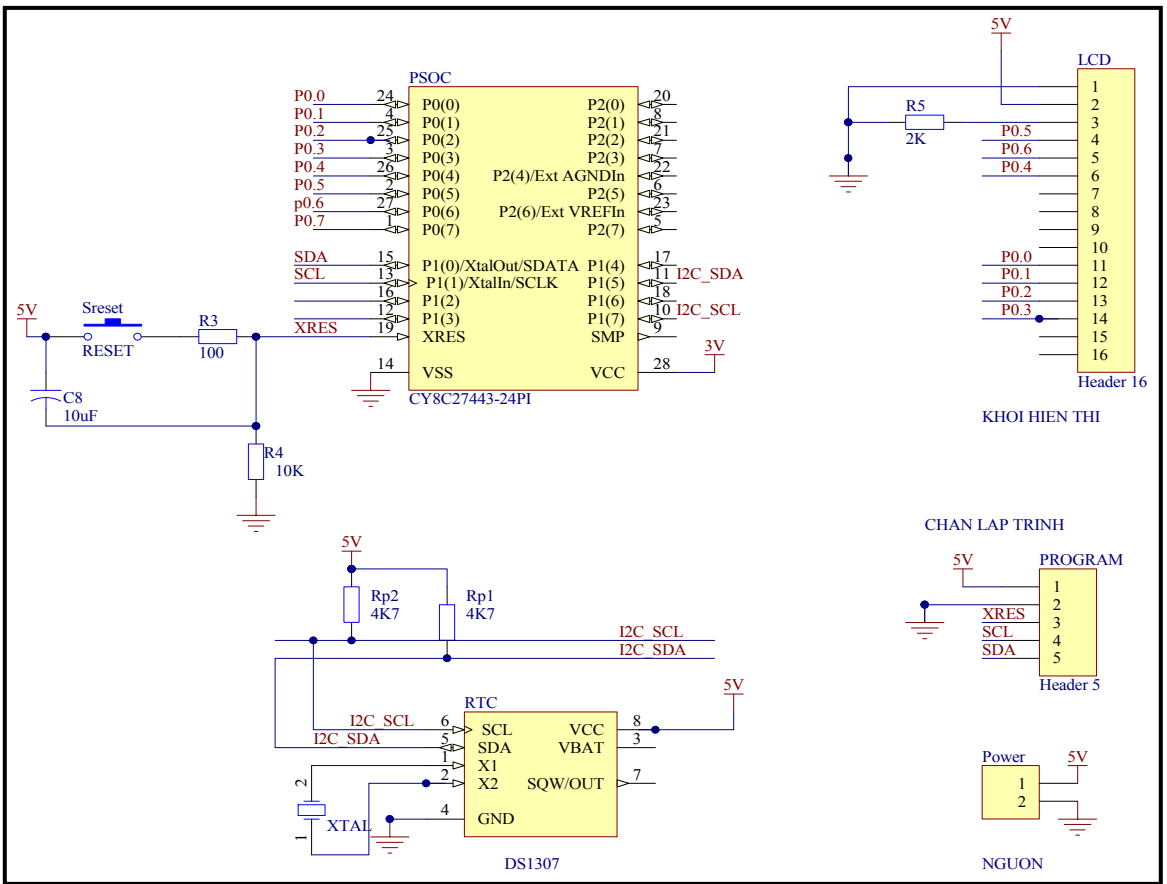 PSOC
P0.0 24 P0(0) P2(0) 20
P0.1 4 P0(1) P2(1) 8
P0.2 25 P0(2) P2(2) 21
P0.3 3 P0(3) P2(3) 7
P0.4 26 P0(4) P2(4)/Ext AGNDIn 22
P0.5 2 P0(5) P2(5) 6
p0.6 27 P0(6) P2(6)/Ext VREFIn 23
P0.7 1 P0(7) P2(7) 5
SDA 15 P1(0)/XtalOut/SDATA P1(4) 17
SCL 13 P1(1)/XtalIn/SCLK P1(5) 11 I2C_SDA
16 P1(2) P1(6) 18
12 P1(3) P1(7) 10 I2C_SCL
XRES 19 XRES SMP 9
14 VSS VCC 28 3V
CY8C27443-24PI
5V
Sreset
RESET
R3
100
C8
10uF
R4
10K
5V
LCD
1
2
R5
2K
3
P0.5 4
P0.6 5
P0.4 6
7
8
9
10
P0.0 11
P0.1 12
P0.2 13
P0.3 14
15
16
Header 16
KHOI HIEN THI
CHAN LAP TRINH
5V
PROGRAM
1
2
XRES 3
SCL 4
SDA 5
Header 5
5V
Rp2
4K7
Rp1
4K7
I2C_SCL
I2C_SDA
RTC
5V
I2C_SCL 6 SCL VCC 8
I2C_SDA 5 SDA VBAT 3
1 X1
2 X2 SQW/OUT 7
4 GND
2
XTAL
1
DS1307
Power
5V
1
2
NGUON